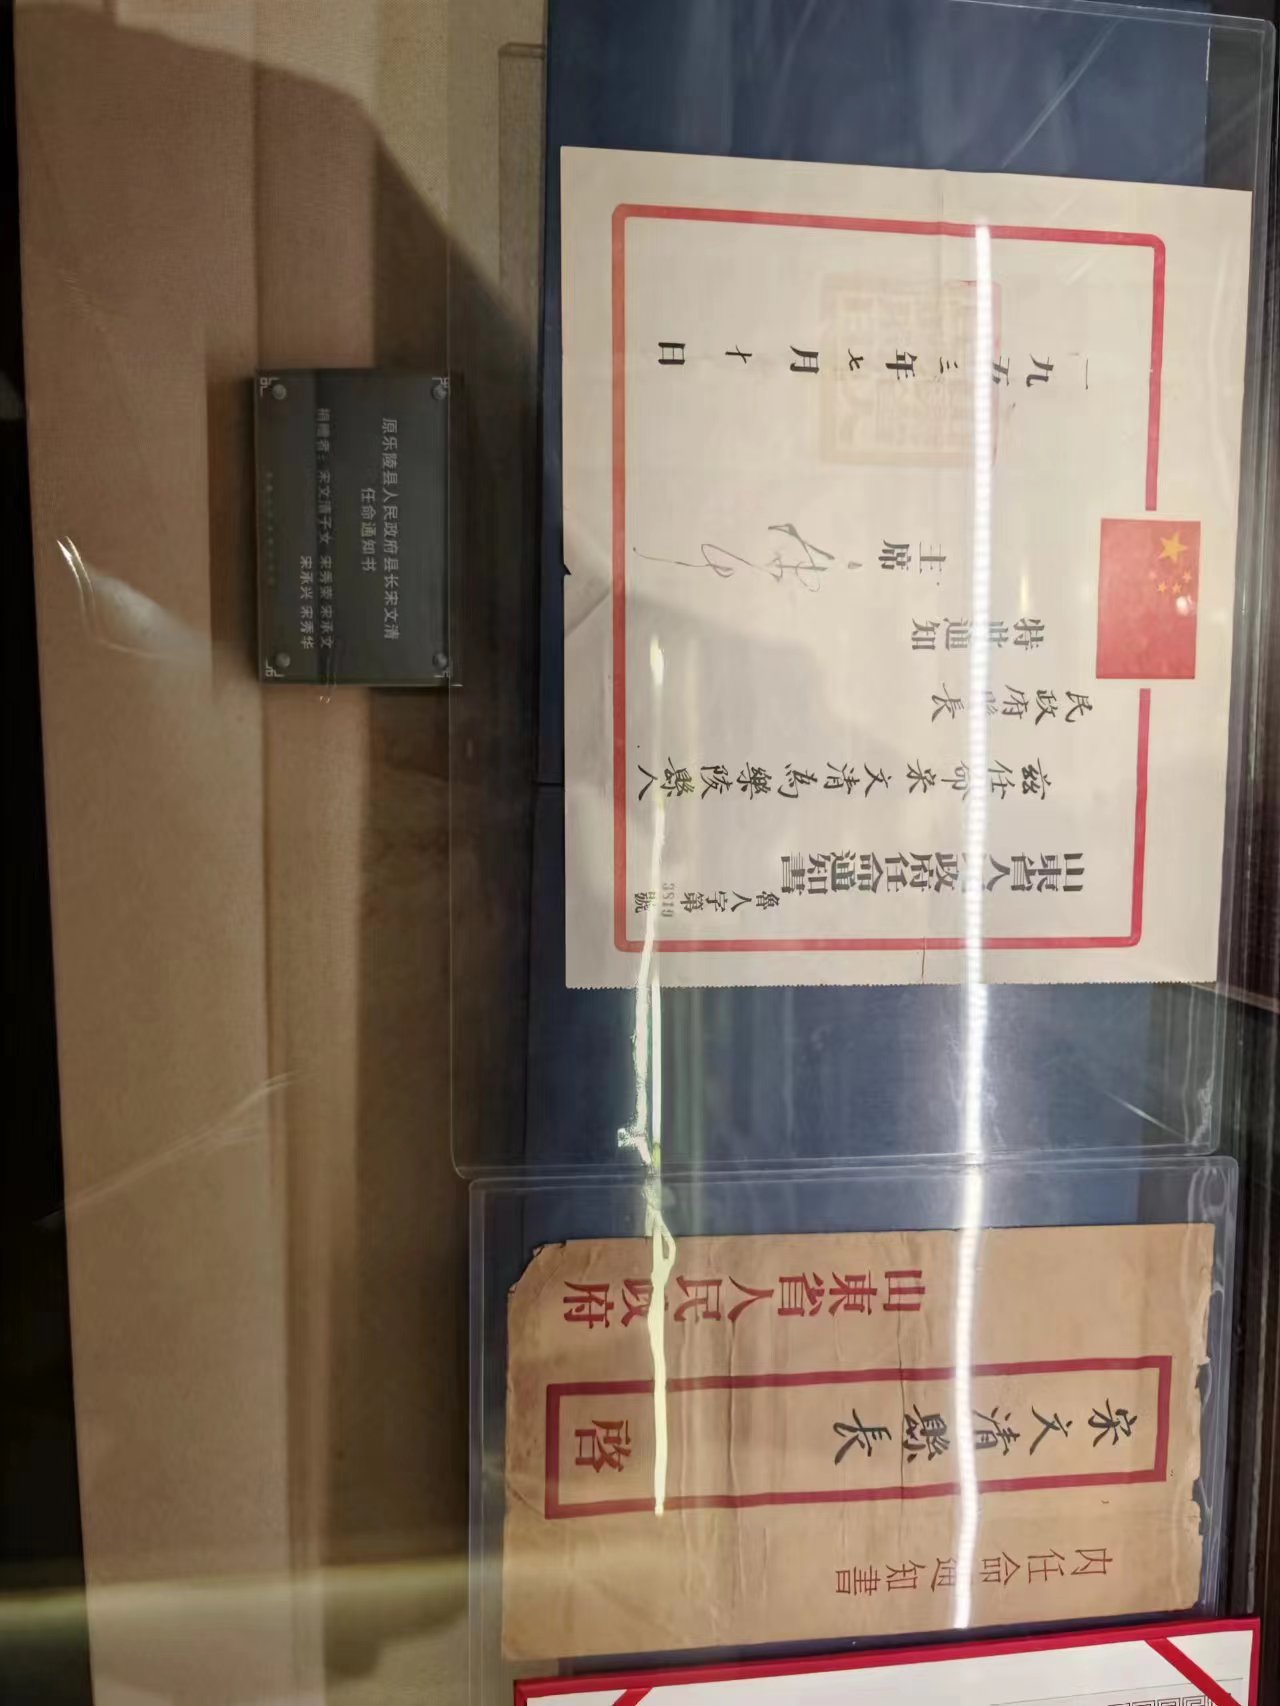 内任命通知書
宋文清縣長
啓
山東省人民政府
魯人字第3819號
山東省人民政府任命通知書
茲任命宋文清為樂陵縣人
民政府縣長
特此通知
主席
一九五三年七月十日
原乐陵县人民政府县长宋文清
任命通知书
捐赠者：宋文清子女 宋秀荣 宋承文
宋承兴 宋秀华